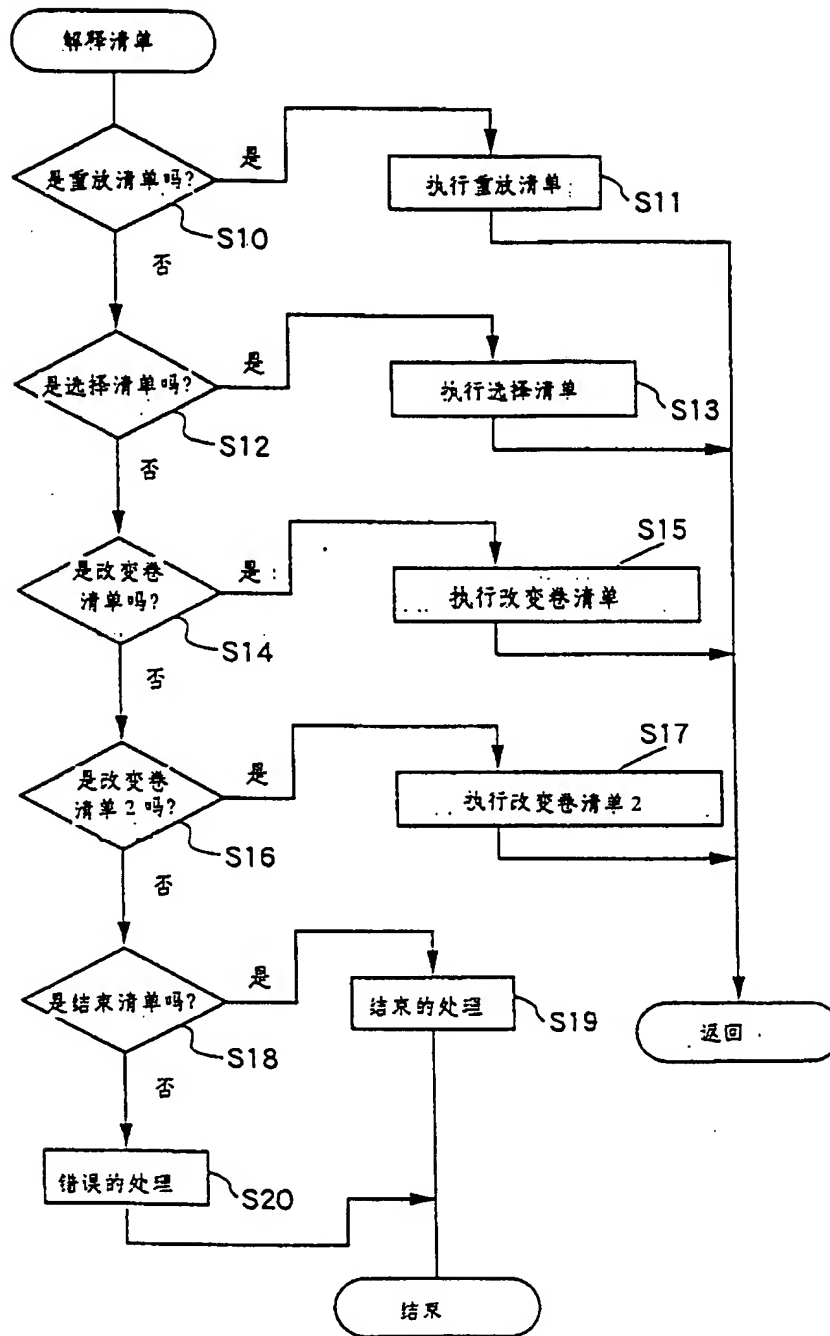 解释清单
是重放清单吗?
是
执行重放清单
S11
S10
否
是选择清单吗?
是
执行选择清单
S13
S12
否
是改变卷
清单吗?
是
S15
执行改变卷清单
S14
否
是改变卷
清单2吗?
是
S17
执行改变卷清单2
S16
否
是结束清单吗?
是
结束的处理
S19
返回
S18
否
错误的处理
S20
结束